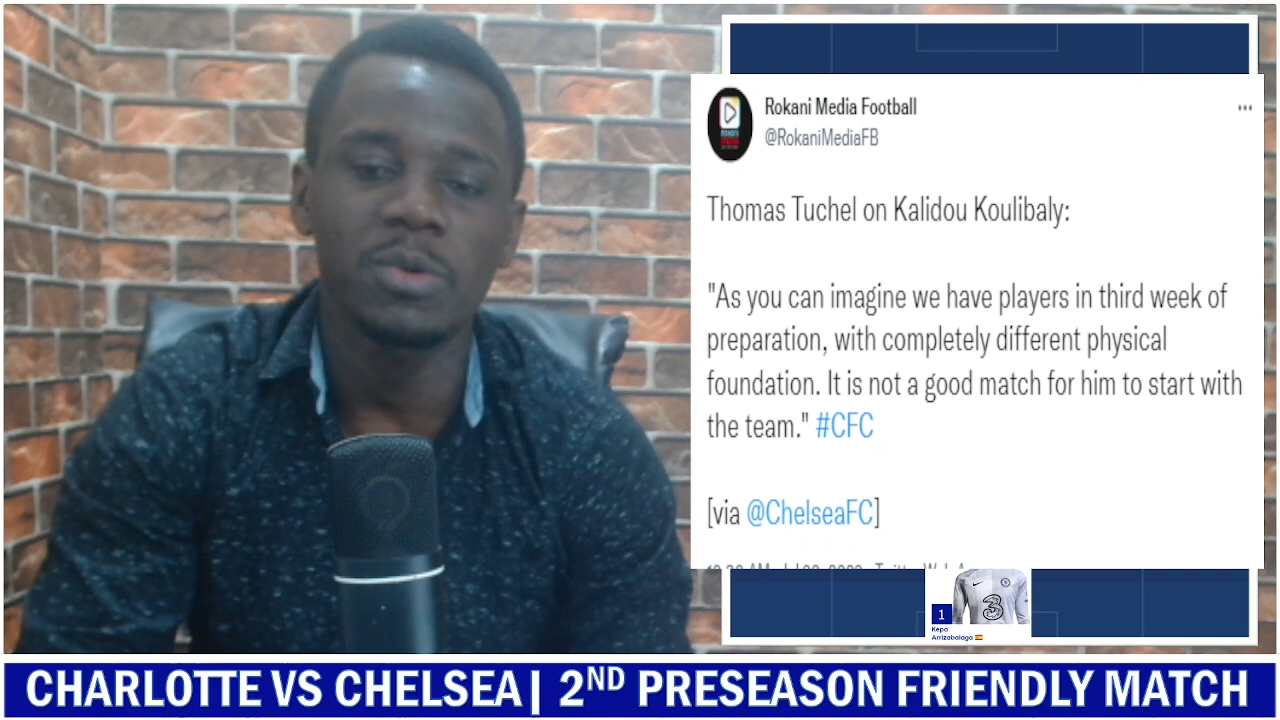 Rokani Media Football
@RokaniMediaFB
Thomas Tuchel on Kalidou Koulibaly:
"As you can imagine we have players in third week of
preparation, with completely different physical
foundation. It is not a good match for him to start with
the team." #CFC
[via @ChelseaFC]
3
1
Kepa
Arrizabalaga
CHARLOTTE VS CHELSEA| 2ND PRESEASON FRIENDLY MATCH